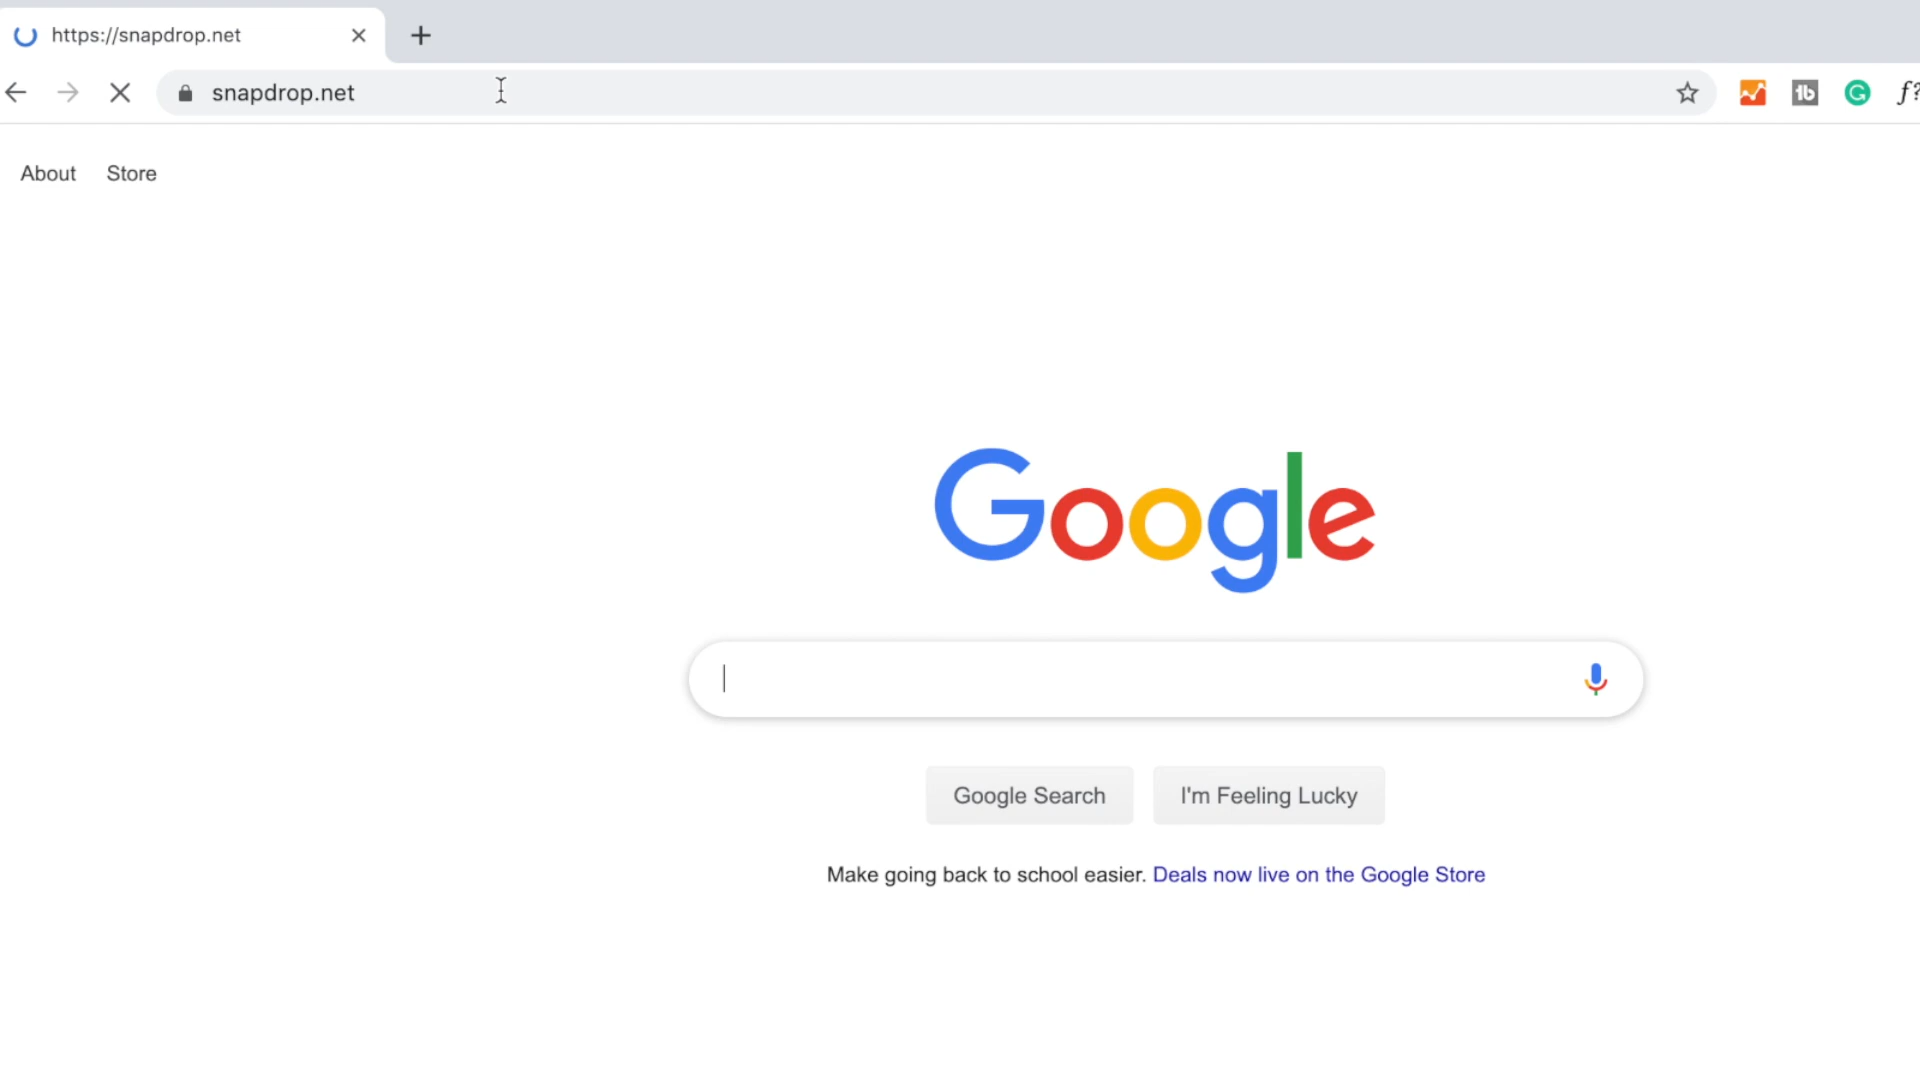 https://snapdrop.net
snapdrop.net
f?
About Store
Google
Google Search I'm Feeling Lucky
Make going back to school easier. Deals now live on the Google Store